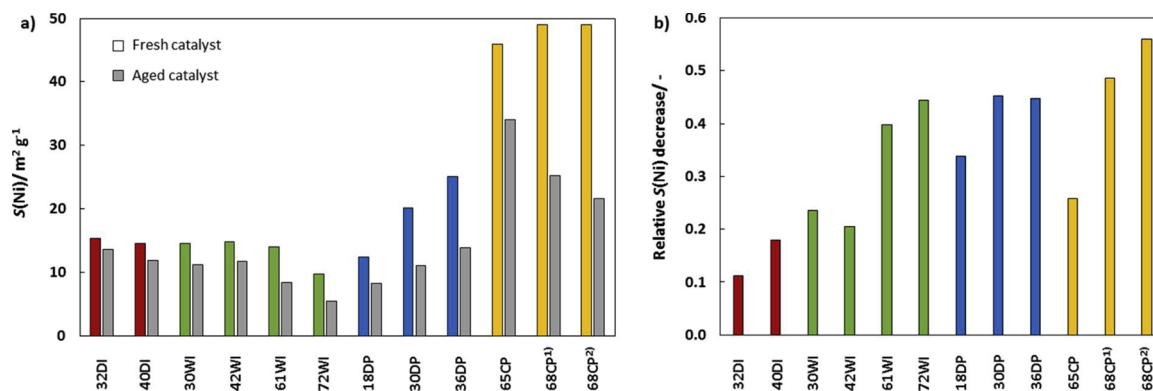 a)
50
40
30
20
10
0
S(Ni)/ m² g⁻¹
Fresh catalyst
Aged catalyst
32DI
40DI
30WI
42WI
61WI
72WI
18DP
30DP
36DP
65CP
68CP¹⁾
68CP²⁾
b)
0.6
0.5
0.4
0.3
0.2
0.1
0.0
Relative S(Ni) decrease/ -
32DI
40DI
30WI
42WI
61WI
72WI
18DP
30DP
36DP
65CP
68CP¹⁾
68CP²⁾